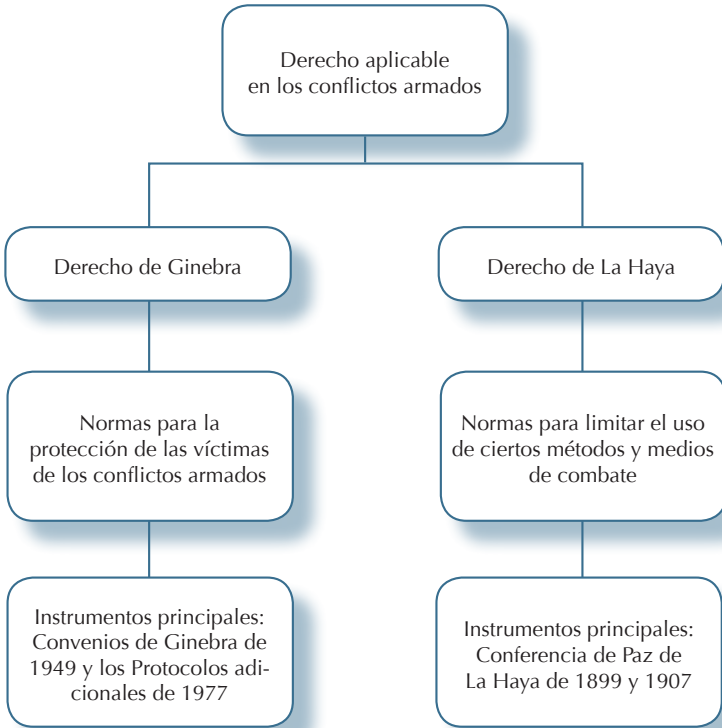 Derecho aplicable
en los conflictos armados
Derecho de Ginebra
Derecho de La Haya
Normas para la
protección de las víctimas
de los conflictos armados
Normas para limitar el uso
de ciertos métodos y medios
de combate
Instrumentos principales:
Convenios de Ginebra de
1949 y los Protocolos adi-
cionales de 1977
Instrumentos principales:
Conferencia de Paz de
La Haya de 1899 y 1907